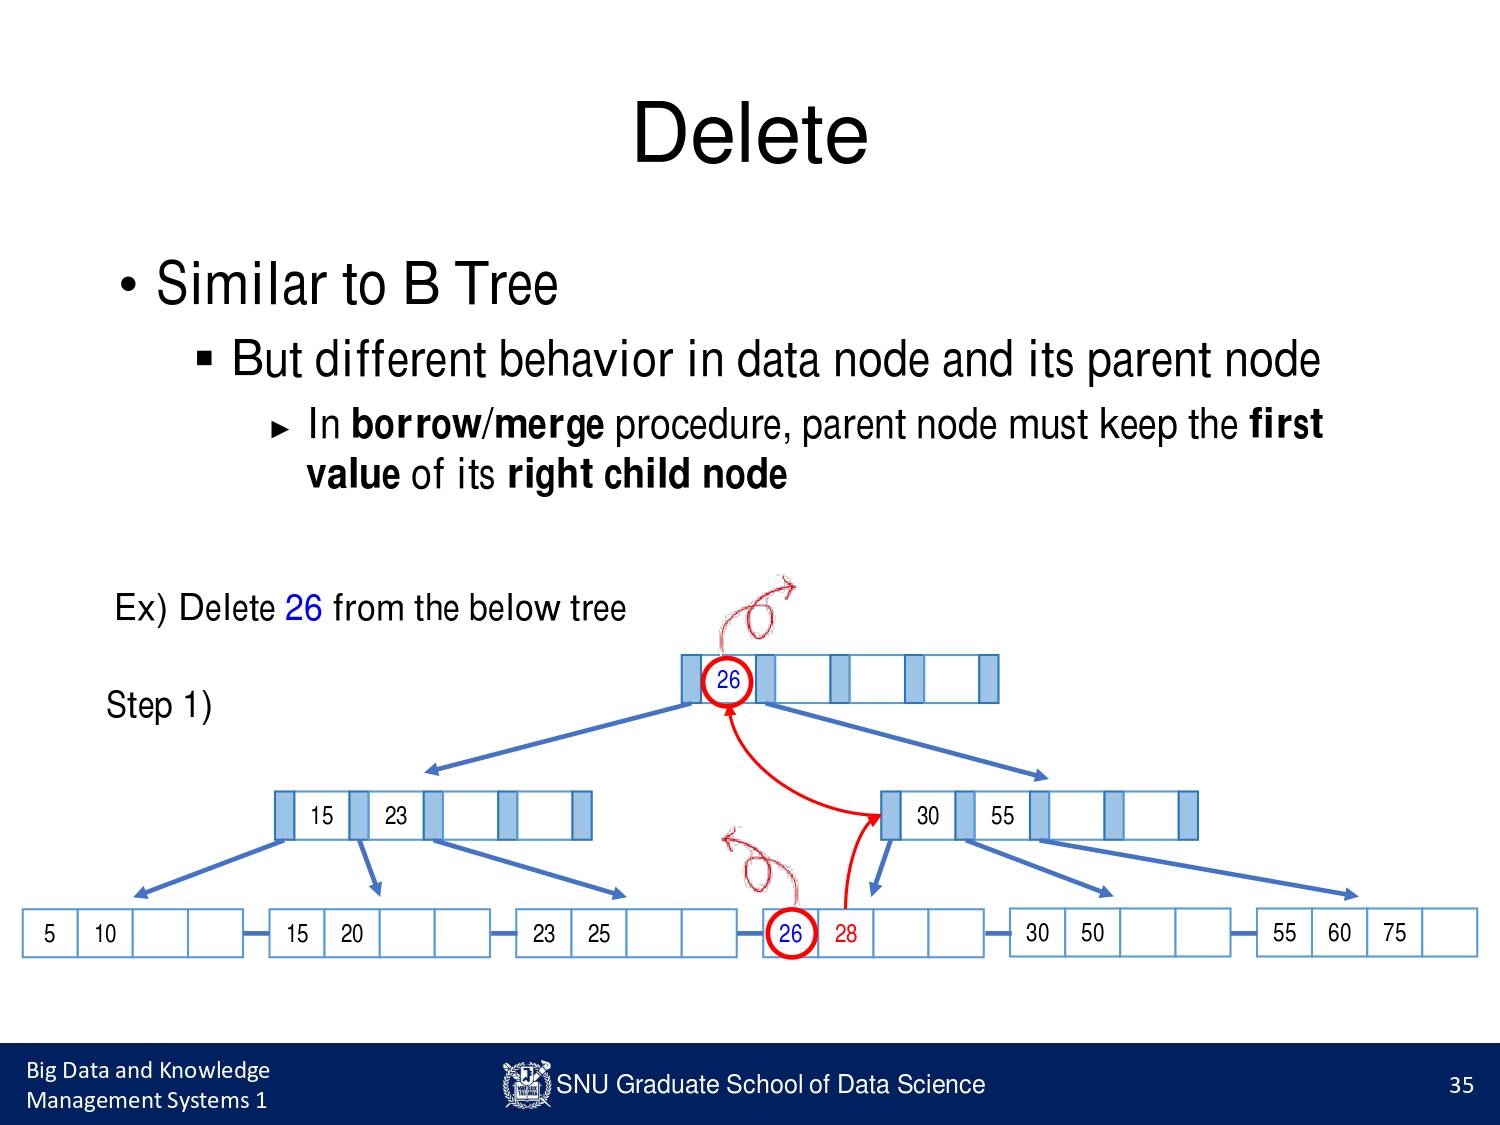 Delete
• Similar to B Tree
▪ But different behavior in data node and its parent node
► In borrow/merge procedure, parent node must keep the first
value of its right child node
Ex) Delete 26 from the below tree
Step 1)
26
15 23
30 55
5 10
15 20
23 25
26 28
30 50
55 60 75
Big Data and Knowledge
Management Systems 1
SNU Graduate School of Data Science
35